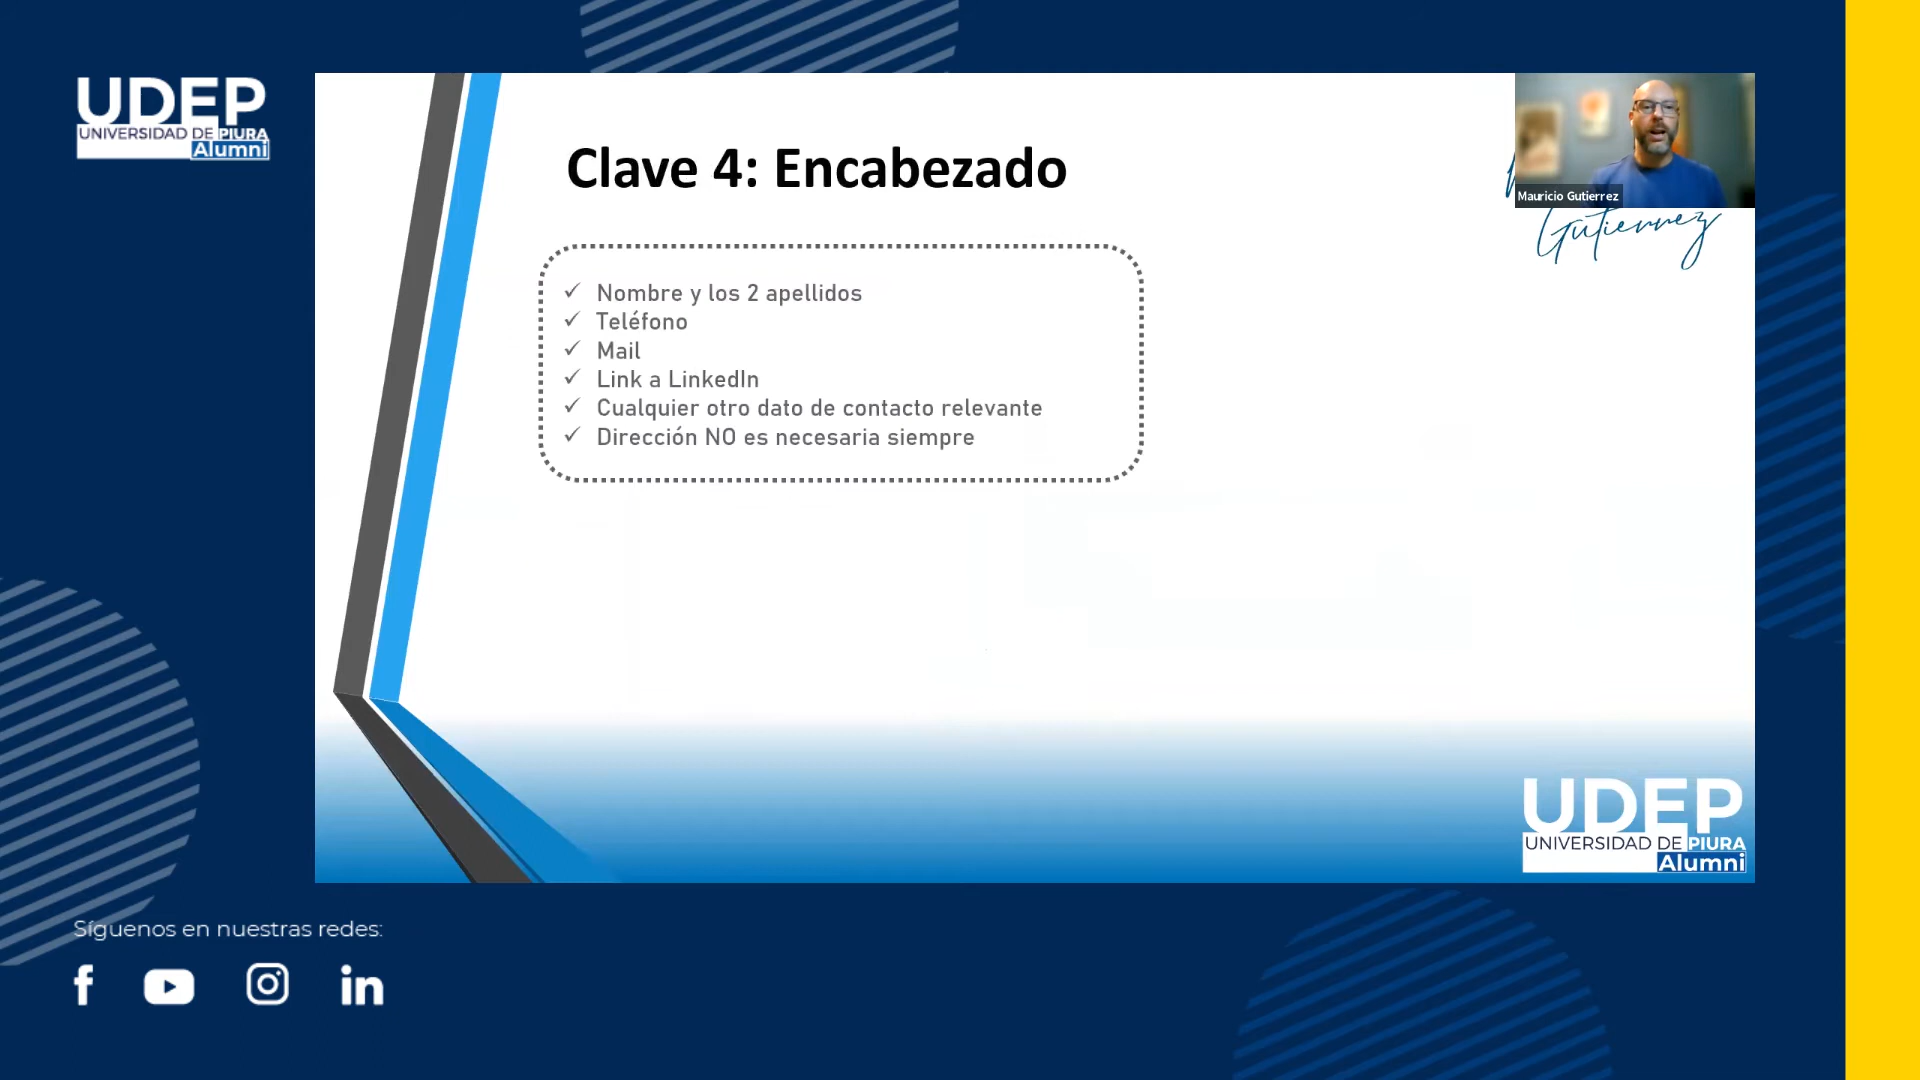 UDEP
UNIVERSIDAD DE PIURA
Alumni
Clave 4: Encabezado
Mauricio Gutierrez
Gutierrez
✓ Nombre y los 2 apellidos
✓ Teléfono
✓ Mail
✓ Link a LinkedIn
✓ Cualquier otro dato de contacto relevante
✓ Dirección NO es necesaria siempre
UDEP
UNIVERSIDAD DE PIURA
Alumni
Síguenos en nuestras redes: